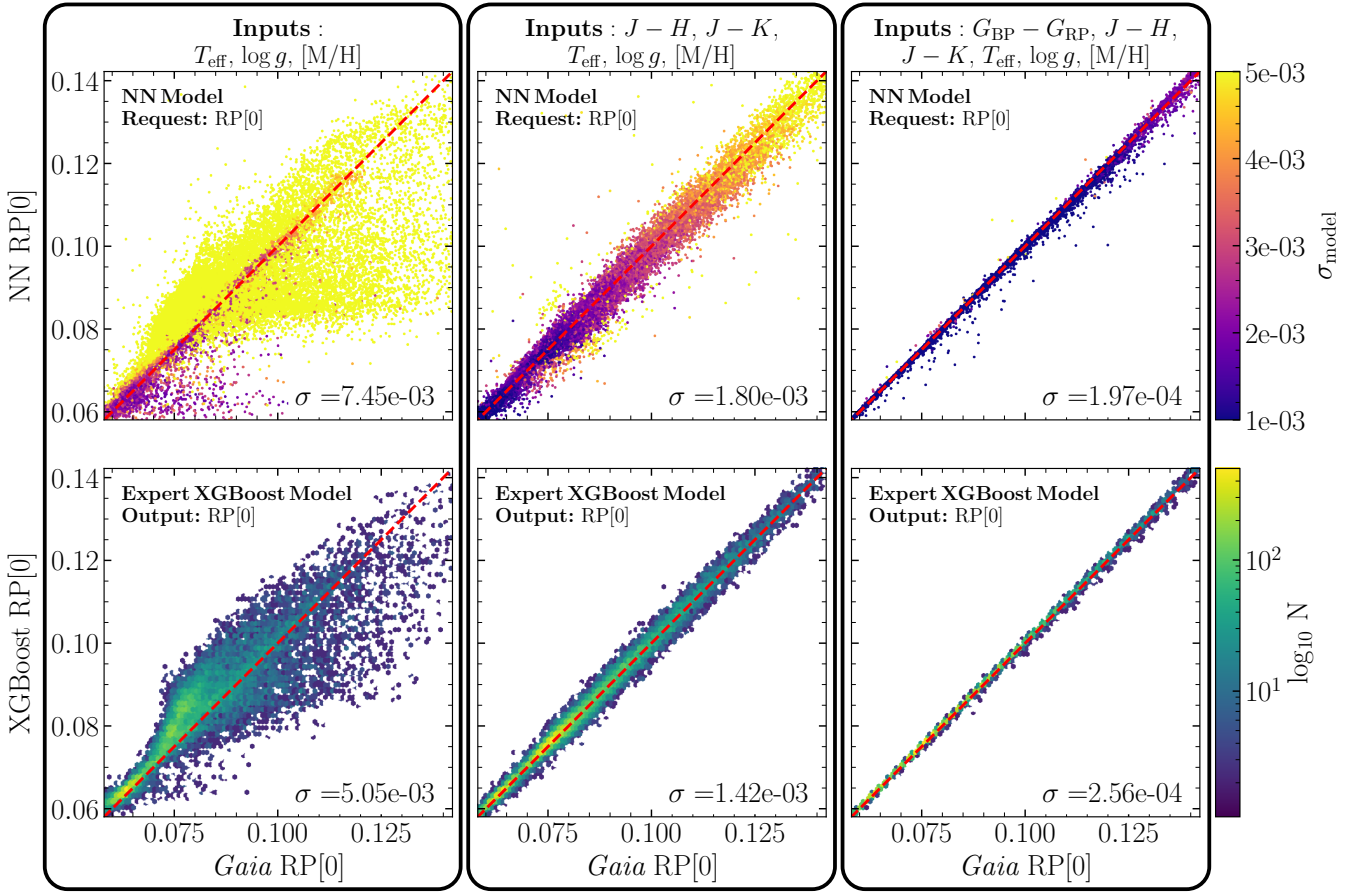 Inputs :
T_eff, log g, [M/H]
Inputs : J − H, J − K,
T_eff, log g, [M/H]
Inputs : G_BP − G_RP, J − H,
J − K, T_eff, log g, [M/H]
NN RP[0]
0.14
0.12
0.10
0.08
0.06
NN Model
Request: RP[0]
σ =7.45e-03
NN Model
Request: RP[0]
σ =1.80e-03
NN Model
Request: RP[0]
σ =1.97e-04
5e-03
4e-03
3e-03
2e-03
1e-03
σ_model
XGBoost RP[0]
0.14
0.12
0.10
0.08
0.06
Expert XGBoost Model
Output: RP[0]
σ =5.05e-03
Expert XGBoost Model
Output: RP[0]
σ =1.42e-03
Expert XGBoost Model
Output: RP[0]
σ =2.56e-04
10²
10¹
log₁₀ N
0.075 0.100 0.125
Gaia RP[0]
0.075 0.100 0.125
Gaia RP[0]
0.075 0.100 0.125
Gaia RP[0]